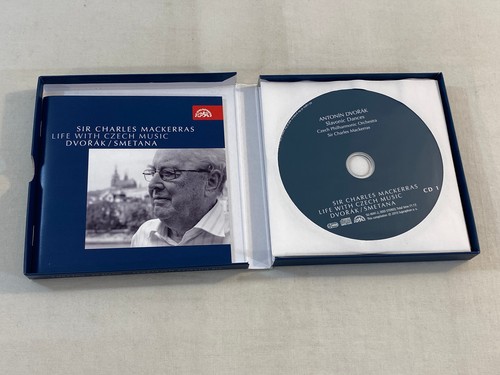 SUPRAPHON
SIR CHARLES MACKERRAS
LIFE WITH CZECH MUSIC
DVOŘÁK/SMETANA
ANTONÍN DVOŘÁK
Slavonic Dances
Czech Philharmonic Orchestra
Sir Charles Mackerras
SIR CHARLES MACKERRAS
LIFE WITH CZECH MUSIC
DVOŘÁK/SMETANA
CD 1